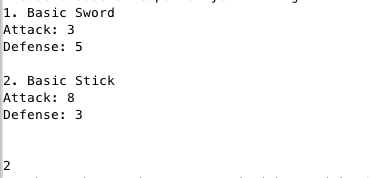 1. Basic Sword
Attack: 3
Defense: 5
2. Basic Stick
Attack: 8
Defense: 3
2